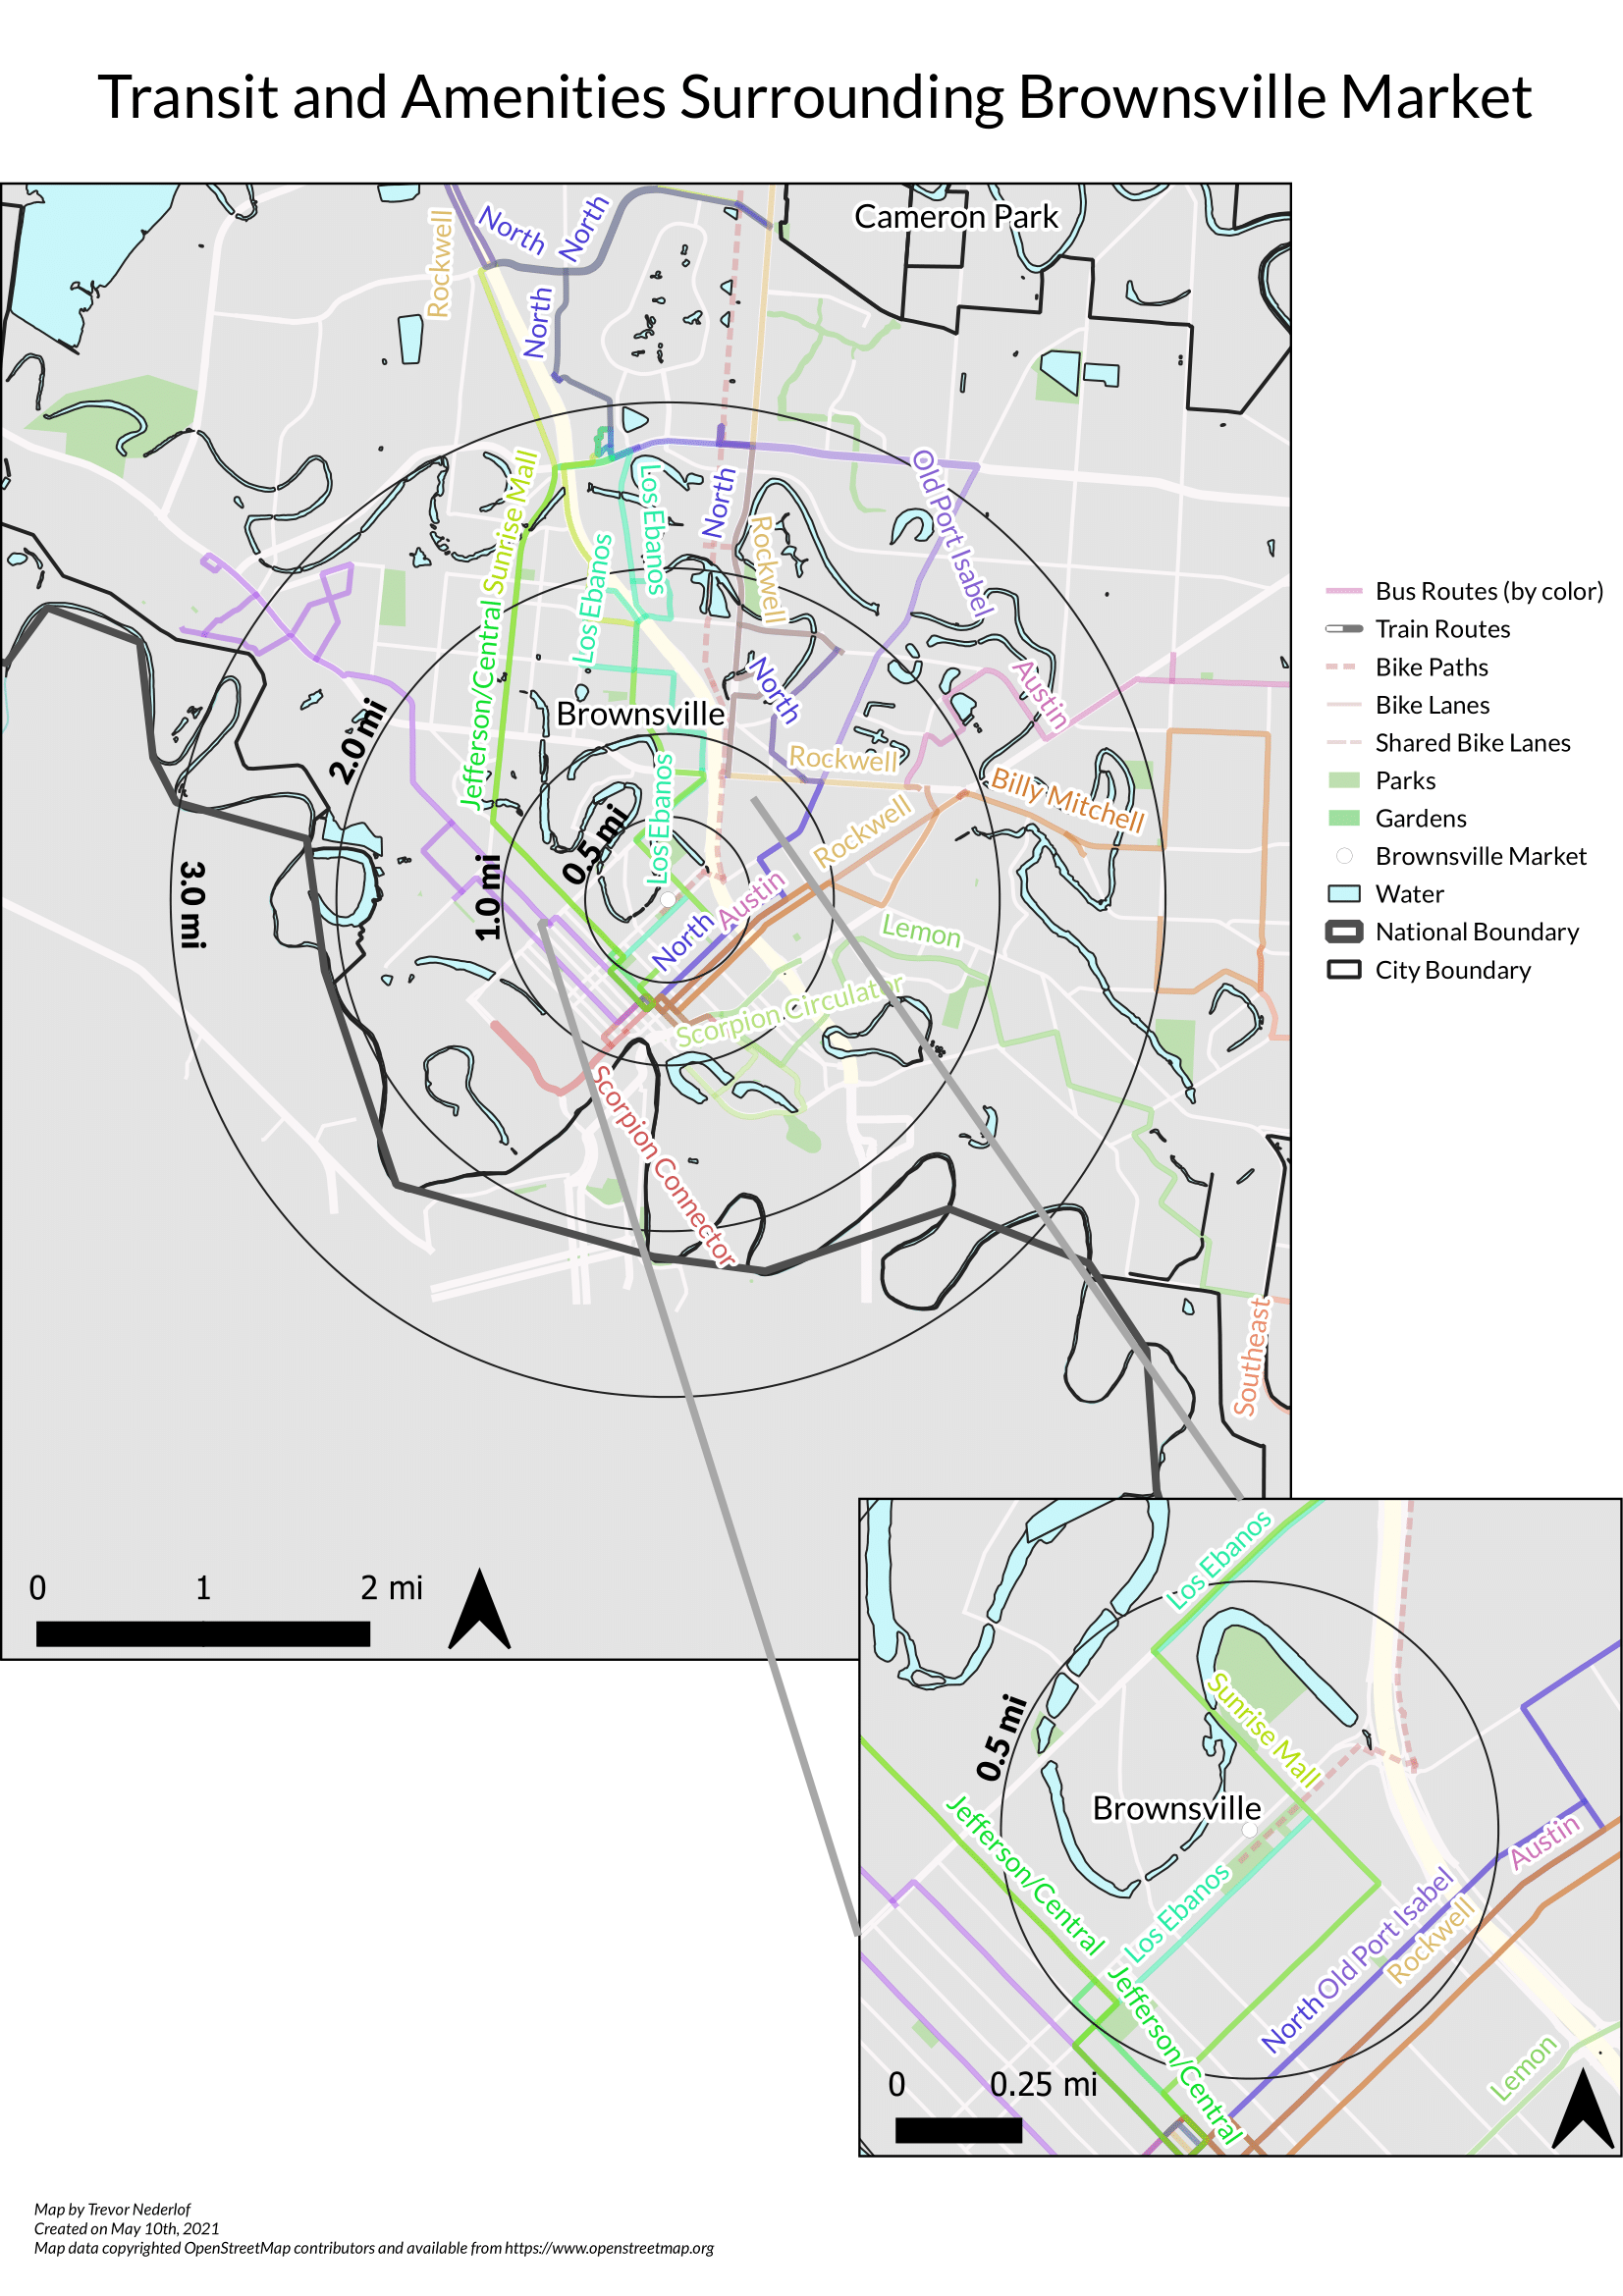 Transit and Amenities Surrounding Brownsville Market
Cameron Park
Rockwell
North
North
North
Sunrise Mall
Los Ebanos
North
Old Port Isabel
Los Ebanos
Rockwell
Jefferson/Central
North
Austin
2.0 mi
Brownsville
Rockwell
Billy Mitchell
Los Ebanos
0.5 mi
Rockwell
1.0 mi
3.0 mi
Austin
North
Lemon
Scorpion Circulator
Scorpion Connector
Southeast
0 1 2 mi
Bus Routes (by color)
Train Routes
Bike Paths
Bike Lanes
Shared Bike Lanes
Parks
Gardens
Brownsville Market
Water
National Boundary
City Boundary
Los Ebanos
Sunrise Mall
0.5 mi
Brownsville
Jefferson/Central
Los Ebanos
Austin
Old Port Isabel
Rockwell
North
Jefferson/Central
Lemon
0 0.25 mi
Map by Trevor Nederlof
Created on May 10th, 2021
Map data copyrighted OpenStreetMap contributors and available from https://www.openstreetmap.org